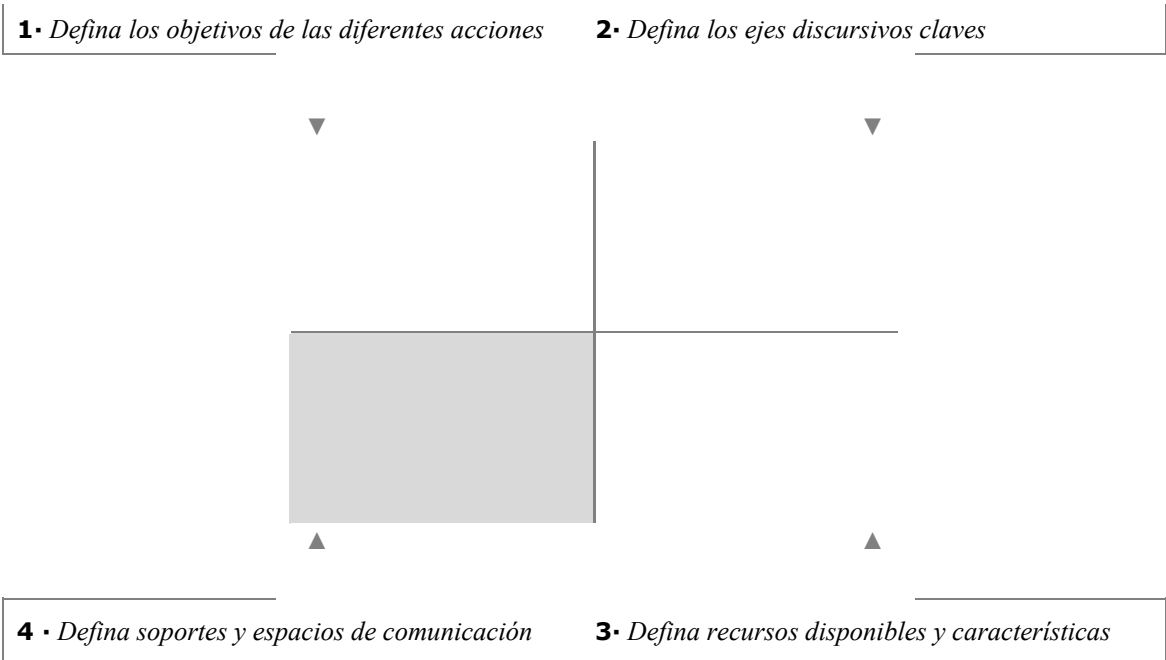 1· Defina los objetivos de las diferentes acciones
2· Defina los ejes discursivos claves
4 · Defina soportes y espacios de comunicación
3· Defina recursos disponibles y características